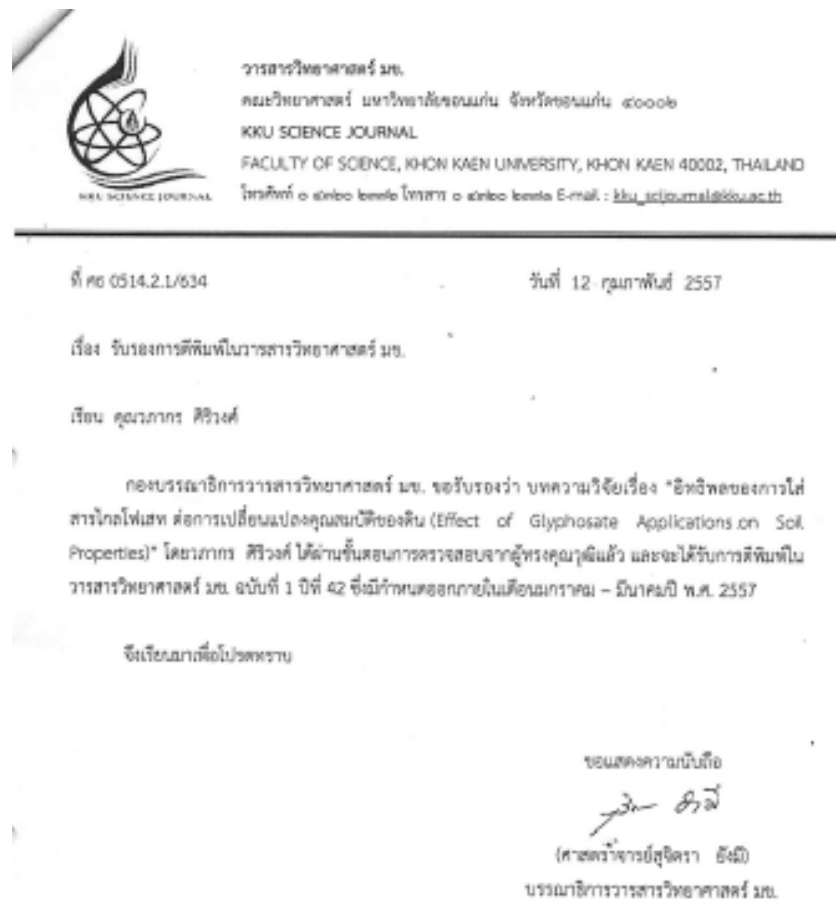 วารสารวิทยาศาสตร์ มข.
คณะวิทยาศาสตร์ มหาวิทยาลัยขอนแก่น จังหวัดขอนแก่น ๔๐๐๐๒
KKU SCIENCE JOURNAL
FACULTY OF SCIENCE, KHON KAEN UNIVERSITY, KHON KAEN 40002, THAILAND
โทรศัพท์ โทรสาร E-mail : kku_scijournal@kku.ac.th
KKU SCIENCE JOURNAL
ที่ ศธ 0514.2.1/634
วันที่ 12 กุมภาพันธ์ 2557
เรื่อง รับรองการตีพิมพ์ในวารสารวิทยาศาสตร์ มข.
เรียน คุณวภากร ศิริวงศ์
กองบรรณาธิการวารสารวิทยาศาสตร์ มข. ขอรับรองว่า บทความวิจัยเรื่อง "อิทธิพลของการใส่
สารไกลโฟเสท ต่อการเปลี่ยนแปลงคุณสมบัติของดิน (Effect of Glyphosate Applications on Soil
Properties)" โดยวภากร ศิริวงศ์ ได้ผ่านขั้นตอนการตรวจสอบจากผู้ทรงคุณวุฒิแล้ว และจะได้รับการตีพิมพ์ใน
วารสารวิทยาศาสตร์ มข. ฉบับที่ 1 ปีที่ 42 ซึ่งมีกำหนดออกภายในเดือนมกราคม – มีนาคมปี พ.ศ. 2557
จึงเรียนมาเพื่อโปรดทราบ
ขอแสดงความนับถือ
(ศาสตราจารย์สุจิตรา ยังมี)
บรรณาธิการวารสารวิทยาศาสตร์ มข.